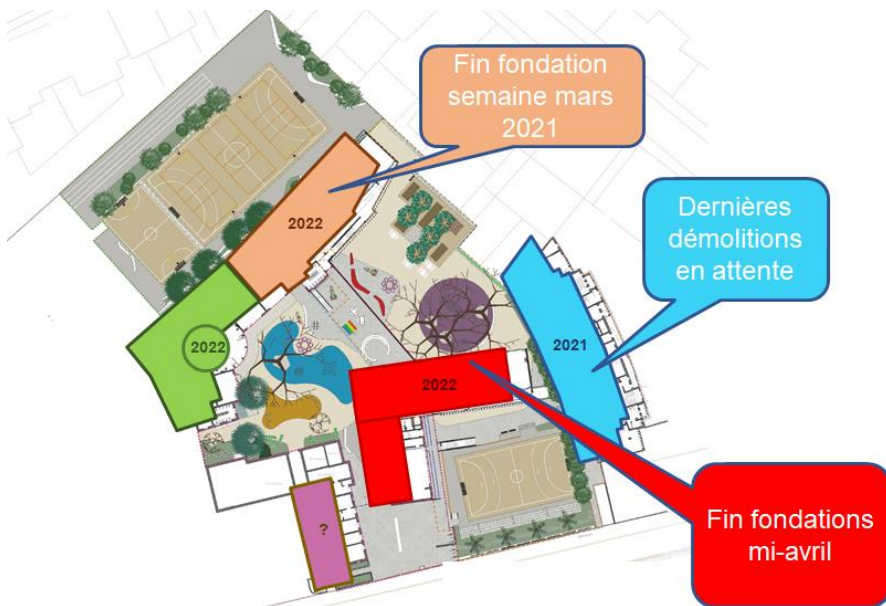 Fin fondation
semaine mars
2021
2022
Dernières
démolitions
en attente
2022
2021
2022
Fin fondations
mi-avril
?